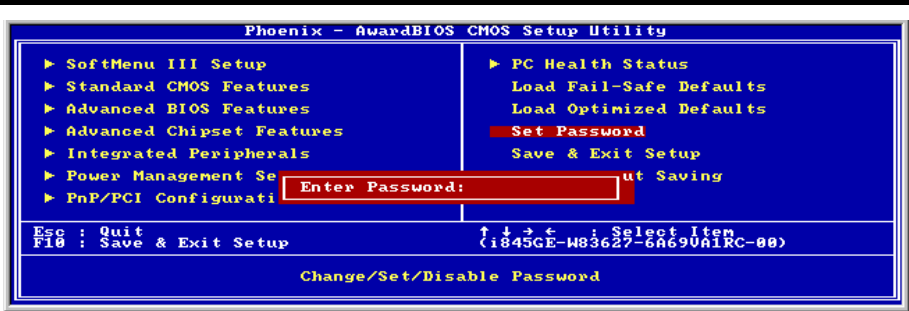 Phoenix - AwardBIOS CMOS Setup Utility
▶ SoftMenu III Setup
▶ Standard CMOS Features
▶ Advanced BIOS Features
▶ Advanced Chipset Features
▶ Integrated Peripherals
▶ Power Management Se
▶ PnP/PCI Configurati
▶ PC Health Status
Load Fail-Safe Defaults
Load Optimized Defaults
Set Password
Save & Exit Setup
ut Saving
Enter Password:
Esc : Quit
F10 : Save & Exit Setup
↑ ↓ → ← : Select Item
(i845GE-W83627-6A69VA1RC-00)
Change/Set/Disable Password